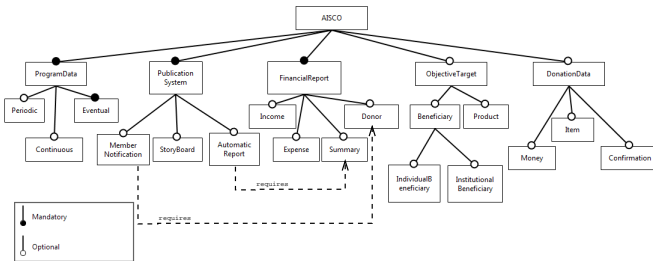 AISCO
ProgramData
Publication
System
FinancialReport
ObjectiveTarget
DonationData
Periodic
Eventual
Continuous
Member
Notification
StoryBoard
Automatic
Report
Income
Donor
Expense
Summary
Beneficiary
Product
IndividualB
eneficiary
Institutional
Beneficiary
Item
Money
Confirmation
requires
requires
Mandatory
Optional